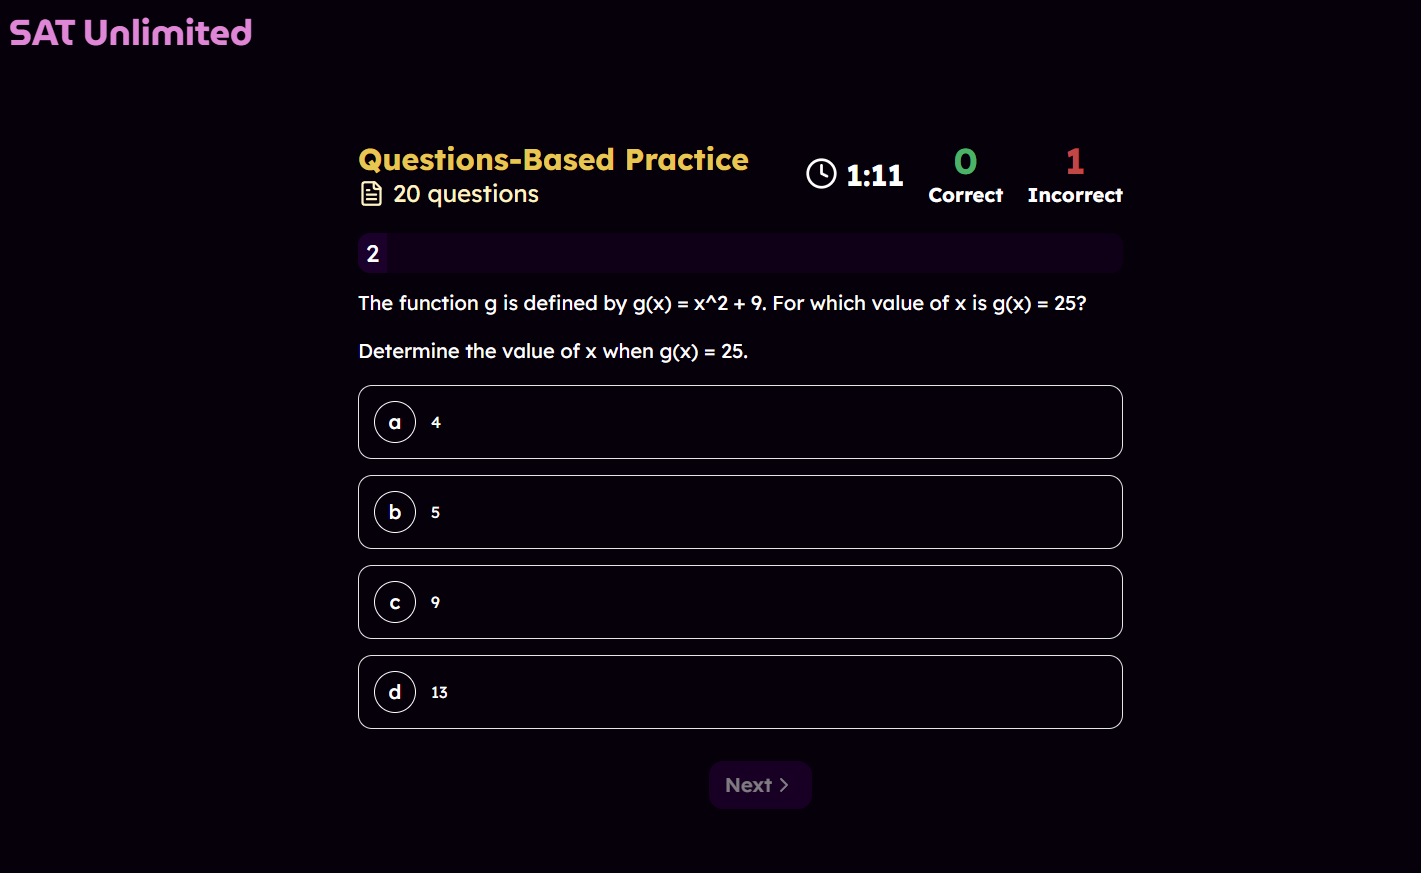 SAT Unlimited
Questions-Based Practice
20 questions
1:11
0
Correct
1
Incorrect
2
The function g is defined by g(x) = x^2 + 9. For which value of x is g(x) = 25?
Determine the value of x when g(x) = 25.
a 4
b 5
c 9
d 13
Next >